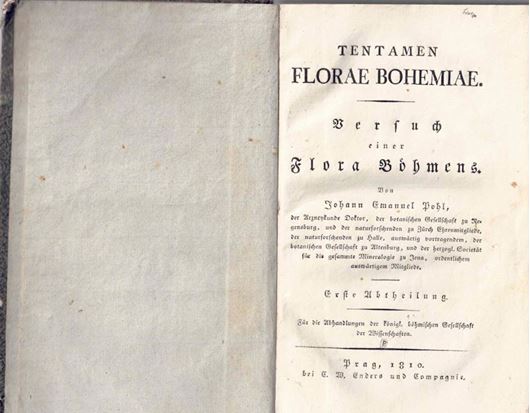 TENTAMEN
FLORAE BOHEMIAE.
Versuch
einer
Flora Böhmens.
Von
Johann Emanuel Pohl,
der Arzneykunde Doktor, der botanischen Gesellschaft zu Re-
gensburg, und der naturforschenden zu Zürch Ehrenmitgliede,
der naturforschenden zu Halle, auswärtig vortragendem, der
botanischen Gesellschaft zu Altenburg, und der herzogl. Societät
für die gesammte Mineralogie zu Jena, ordentlichem
auswärtigem Mitgliede.
Erste Abtheilung.
Für die Abhandlungen der königl. böhmischen Gesellschaft
der Wissenschaften.
Prag, 1810.
bei C. W. Enders und Compagnie.